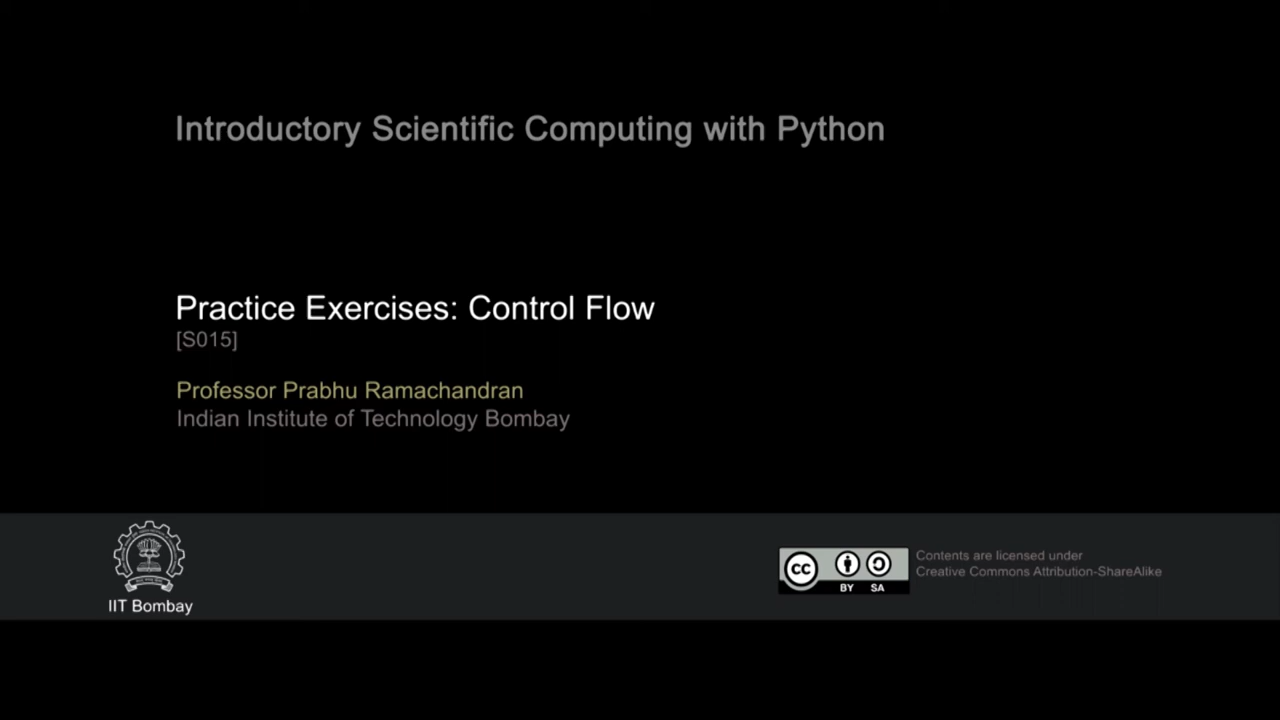 Introductory Scientific Computing with Python
Practice Exercises: Control Flow
[S015]
Professor Prabhu Ramachandran
Indian Institute of Technology Bombay
IIT Bombay
cc
BY SA
Contents are licensed under
Creative Commons Attribution-ShareAlike